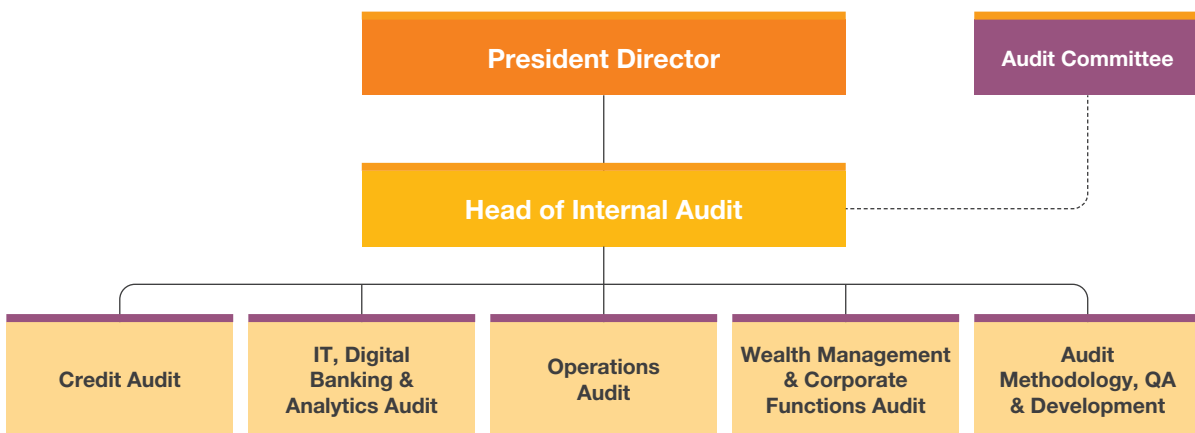 President Director
Audit Committee
Head of Internal Audit
Credit Audit
IT, Digital
Banking &
Analytics Audit
Operations
Audit
Wealth Management
& Corporate
Functions Audit
Audit
Methodology, QA
& Development